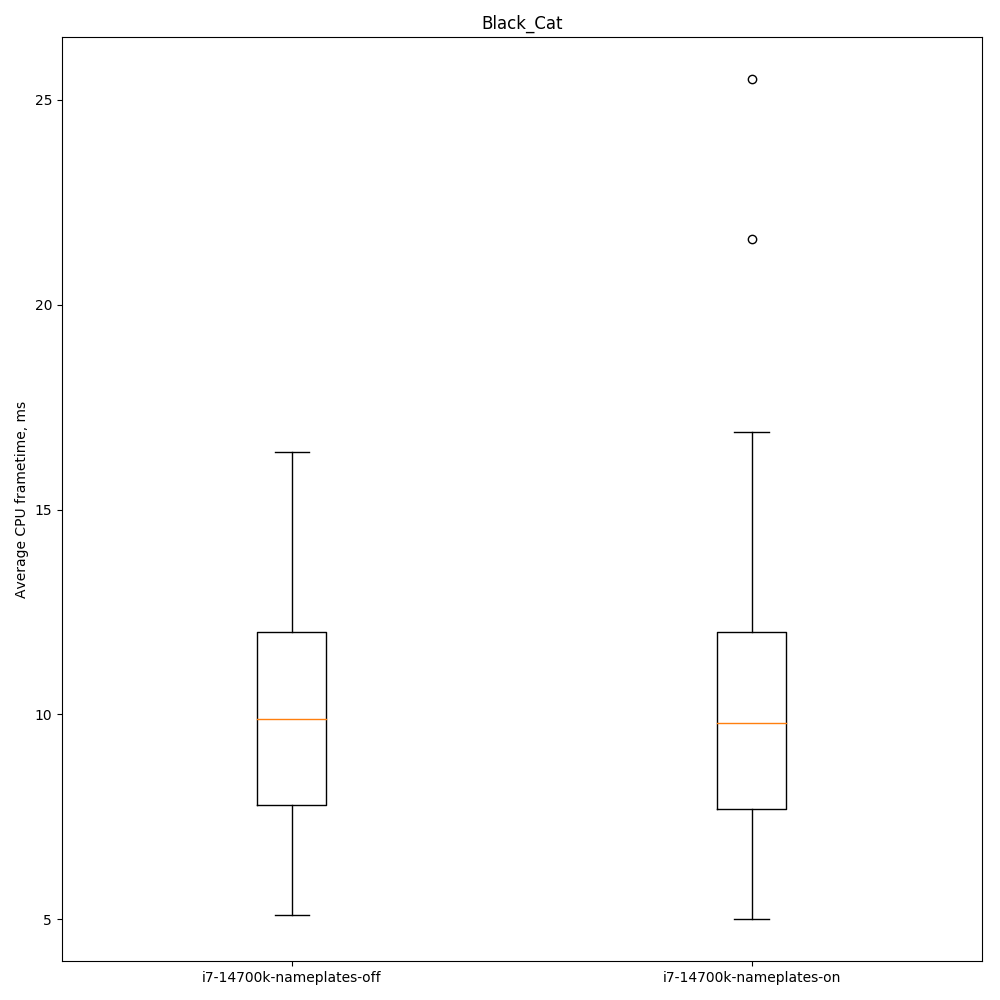 Black_Cat
Average CPU frametime, ms
25
20
15
10
5
i7-14700k-nameplates-off
i7-14700k-nameplates-on